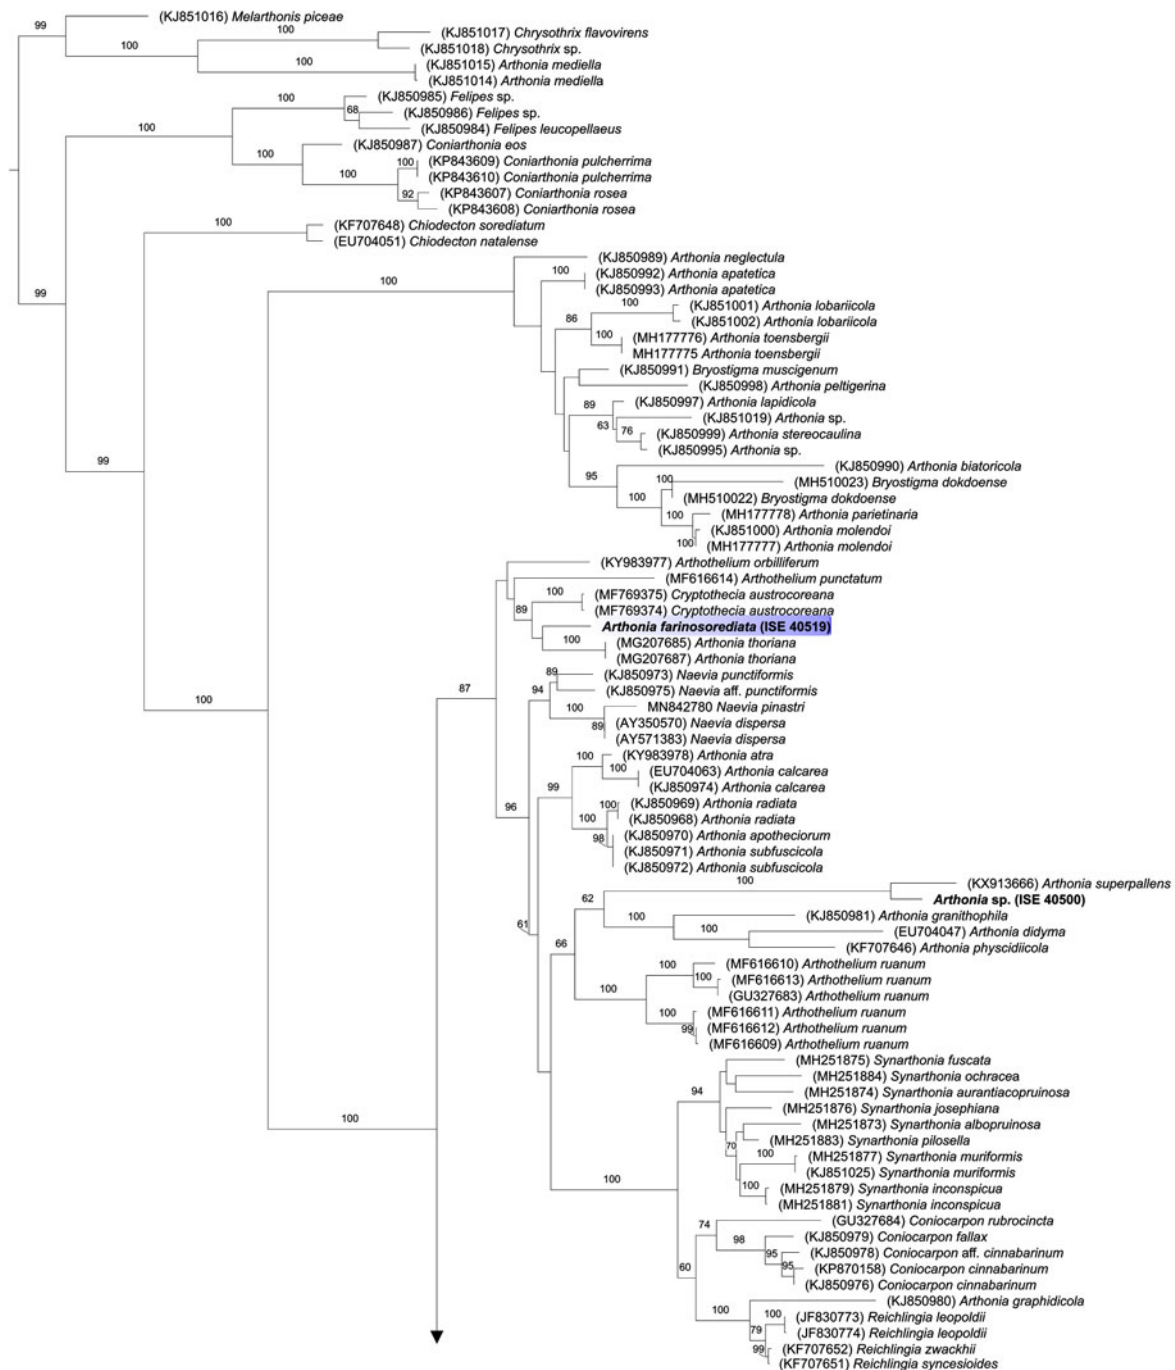 99
(KJ851016) Melarthonis piceae
100
100
(KJ851017) Chrysothrix flavovirens
(KJ851018) Chrysothrix sp.
100
(KJ851015) Arthonia mediella
(KJ851014) Arthonia mediella
100
(KJ850985) Felipes sp.
68
(KJ850986) Felipes sp.
(KJ850984) Felipes leucopellaeus
100
100
(KJ850987) Coniarthonia eos
100
100
(KP843609) Coniarthonia pulcherrima
(KP843610) Coniarthonia pulcherrima
92
(KP843607) Coniarthonia rosea
(KP843608) Coniarthonia rosea
100
(KF707648) Chiodecton sorediatum
(EU704051) Chiodecton natalense
99
(KJ850989) Arthonia neglectula
100
100
(KJ850992) Arthonia apatetica
(KJ850993) Arthonia apatetica
100
(KJ851001) Arthonia lobariicola
86
(KJ851002) Arthonia lobariicola
100
(MH177776) Arthonia toensbergii
MH177775 Arthonia toensbergii
(KJ850991) Bryostigma muscigenum
(KJ850998) Arthonia peltigerina
89
(KJ850997) Arthonia lapidicola
63
(KJ851019) Arthonia sp.
76
(KJ850999) Arthonia stereocaulina
(KJ850995) Arthonia sp.
99
95
(KJ850990) Arthonia biatoricola
100
(MH510023) Bryostigma dokdoense
100
(MH510022) Bryostigma dokdoense
100
(MH177778) Arthonia parietinaria
(KJ851000) Arthonia molendoi
100
(MH177777) Arthonia molendoi
(KY983977) Arthothelium orbilliferum
(MF616614) Arthothelium punctatum
100
(MF769375) Cryptothecia austrocoreana
89
(MF769374) Cryptothecia austrocoreana
Arthonia farinosorediata (ISE 40519)
100
(MG207685) Arthonia thoriana
(MG207687) Arthonia thoriana
89
(KJ850973) Naevia punctiformis
87
94
(KJ850975) Naevia aff. punctiformis
100
100
MN842780 Naevia pinastri
89
(AY350570) Naevia dispersa
(AY571383) Naevia dispersa
100
(KY983978) Arthonia atra
100
(EU704063) Arthonia calcarea
99
(KJ850974) Arthonia calcarea
96
100
(KJ850969) Arthonia radiata
100
(KJ850968) Arthonia radiata
98
(KJ850970) Arthonia apotheciorum
(KJ850971) Arthonia subfuscicola
(KJ850972) Arthonia subfuscicola
100
(KX913666) Arthonia superpallens
62
Arthonia sp. (ISE 40500)
61
100
(KJ850981) Arthonia granithophila
100
(EU704047) Arthonia didyma
66
(KF707646) Arthonia physcidiicola
100
(MF616610) Arthothelium ruanum
100
(MF616613) Arthothelium ruanum
100
(GU327683) Arthothelium ruanum
100
(MF616611) Arthothelium ruanum
99
(MF616612) Arthothelium ruanum
(MF616609) Arthothelium ruanum
(MH251875) Synarthonia fuscata
(MH251884) Synarthonia ochracea
94
(MH251874) Synarthonia aurantiacopruinosa
(MH251876) Synarthonia josephiana
100
(MH251873) Synarthonia albopruinosa
70
(MH251883) Synarthonia pilosella
100
(MH251877) Synarthonia muriformis
(KJ851025) Synarthonia muriformis
100
100
(MH251879) Synarthonia inconspicua
(MH251881) Synarthonia inconspicua
74
(GU327684) Coniocarpon rubrocincta
98
(KJ850979) Coniocarpon fallax
95
(KJ850978) Coniocarpon aff. cinnabarinum
60
95
(KP870158) Coniocarpon cinnabarinum
(KJ850976) Coniocarpon cinnabarinum
(KJ850980) Arthonia graphidicola
100
100
(JF830773) Reichlingia leopoldii
79
(JF830774) Reichlingia leopoldii
99
(KF707652) Reichlingia zwackhii
(KF707651) Reichlingia syncesioides